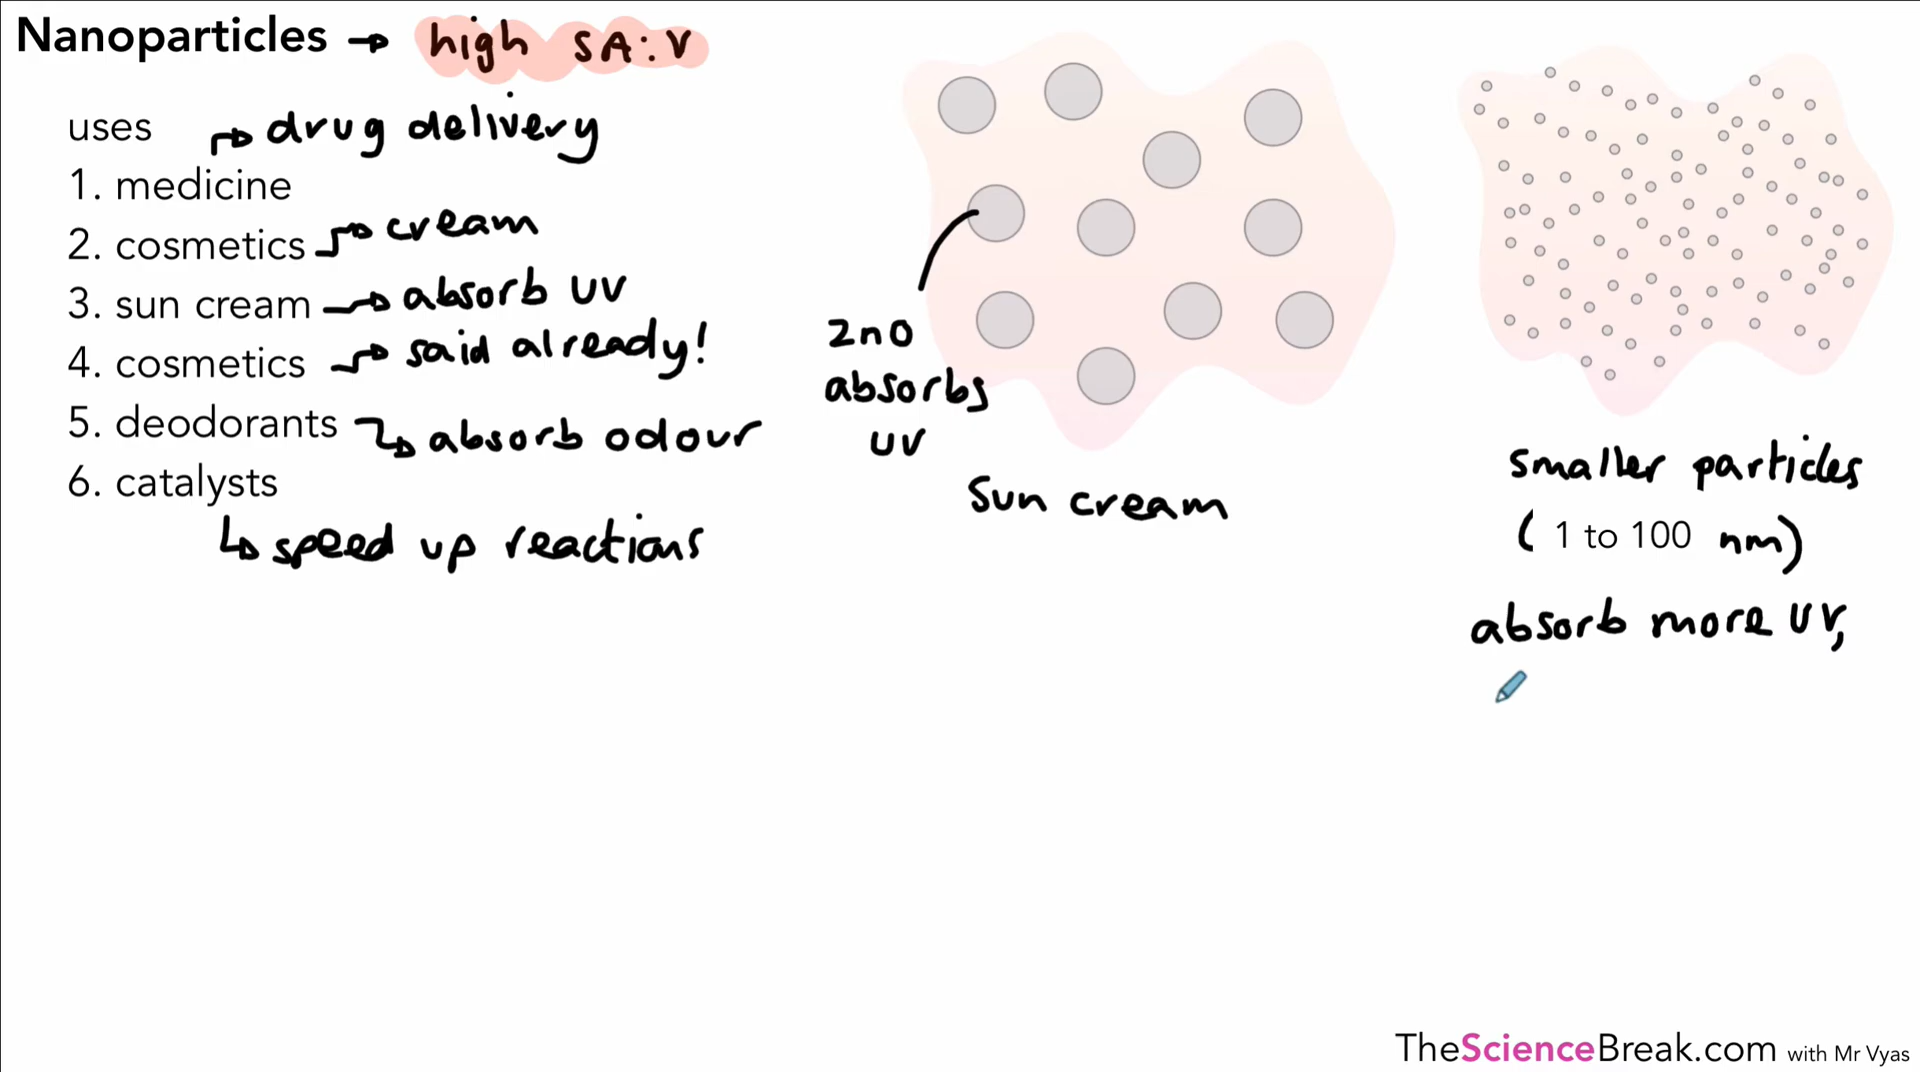 Nanoparticles → high SA:V
uses
→ drug delivery
1. medicine
2. cosmetics → cream
3. sun cream → absorb UV
4. cosmetics → said already!
5. deodorants → absorb odour
6. catalysts
↳ speed up reactions
ZnO
absorbs
UV
Sun cream
smaller particles
( 1 to 100 nm)
absorb more UV,
TheScienceBreak.com with Mr Vyas